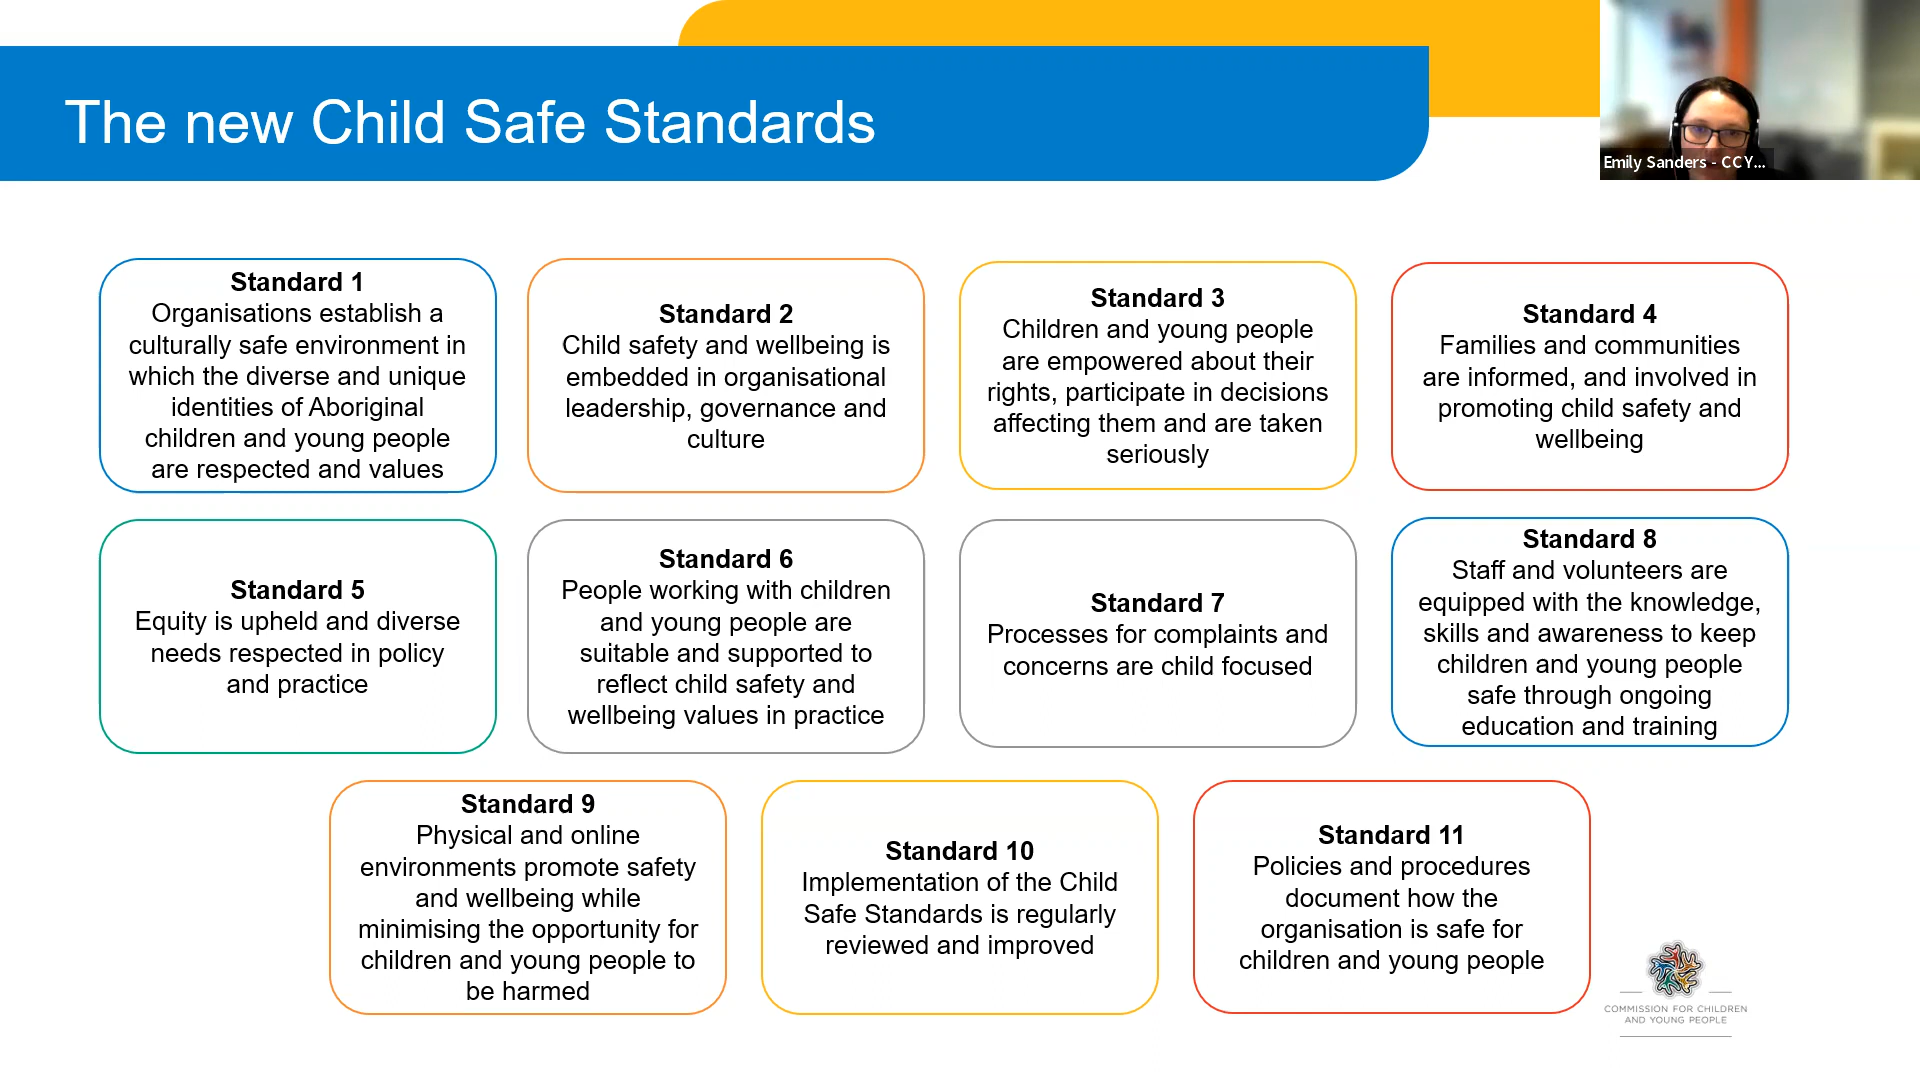 The new Child Safe Standards
Emily Sanders - CCY...
Standard 1
Organisations establish a
culturally safe environment in
which the diverse and unique
identities of Aboriginal
children and young people
are respected and values
Standard 2
Child safety and wellbeing is
embedded in organisational
leadership, governance and
culture
Standard 3
Children and young people
are empowered about their
rights, participate in decisions
affecting them and are taken
seriously
Standard 4
Families and communities
are informed, and involved in
promoting child safety and
wellbeing
Standard 5
Equity is upheld and diverse
needs respected in policy
and practice
Standard 6
People working with children
and young people are
suitable and supported to
reflect child safety and
wellbeing values in practice
Standard 7
Processes for complaints and
concerns are child focused
Standard 8
Staff and volunteers are
equipped with the knowledge,
skills and awareness to keep
children and young people
safe through ongoing
education and training
Standard 9
Physical and online
environments promote safety
and wellbeing while
minimising the opportunity for
children and young people to
be harmed
Standard 10
Implementation of the Child
Safe Standards is regularly
reviewed and improved
Standard 11
Policies and procedures
document how the
organisation is safe for
children and young people
COMMISSION FOR CHILDREN
AND YOUNG PEOPLE